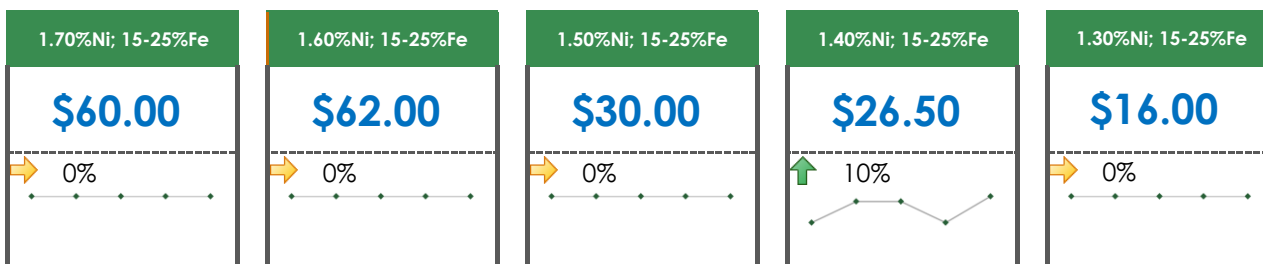 1.70%Ni; 15-25%Fe
$60.00
0%
1.60%Ni; 15-25%Fe
$62.00
0%
1.50%Ni; 15-25%Fe
$30.00
0%
1.40%Ni; 15-25%Fe
$26.50
10%
1.30%Ni; 15-25%Fe
$16.00
0%